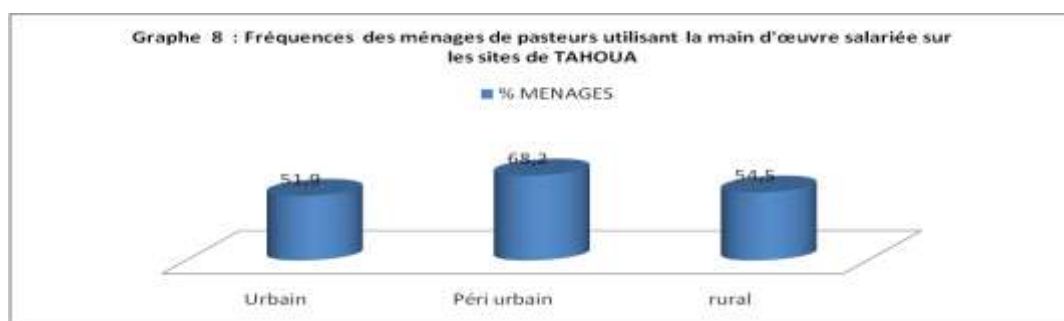 Graphe 8 : Fréquences des ménages de pasteurs utilisant la main d'œuvre salariée sur
les sites de TAHOUA
% MENAGES
51,9
68,2
54,5
Urbain
Péri urbain
rural